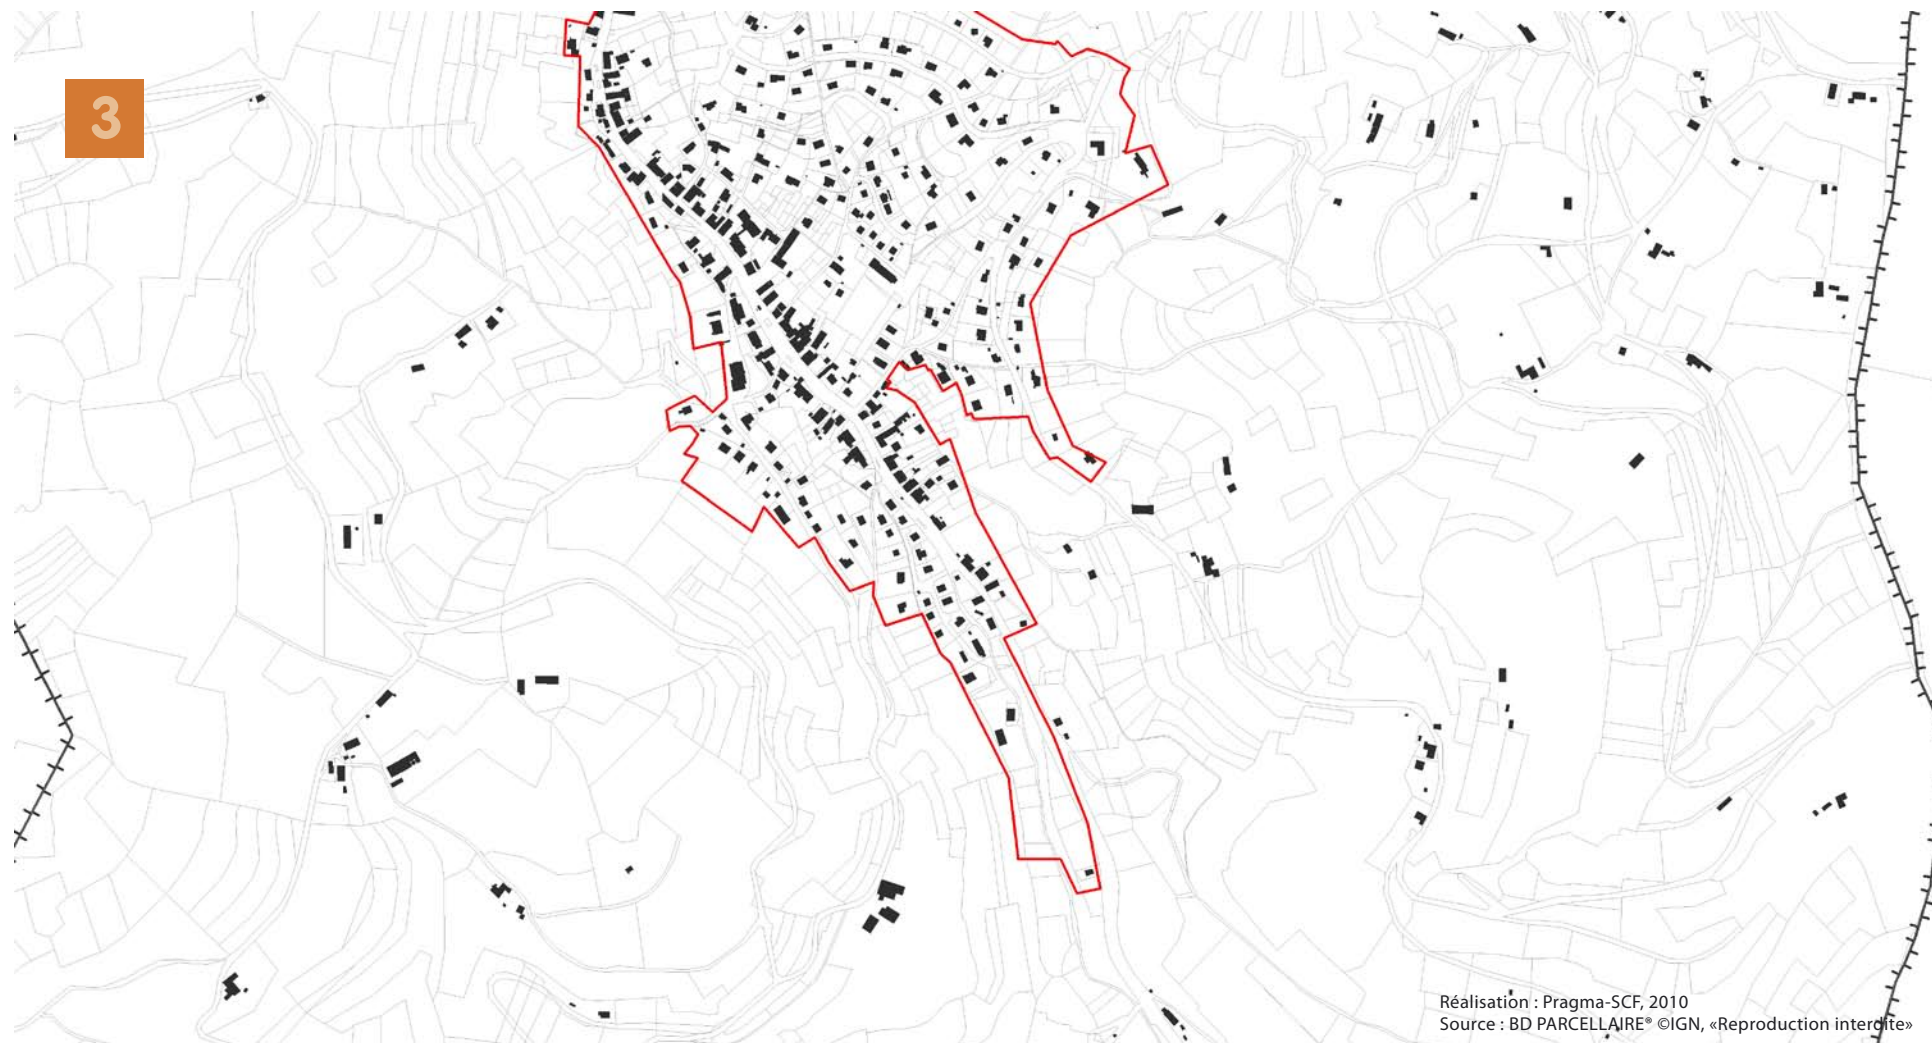 3
Réalisation : Pragma-SCF, 2010
Source : BD PARCELLAIRE® ©IGN, «Reproduction interdite»